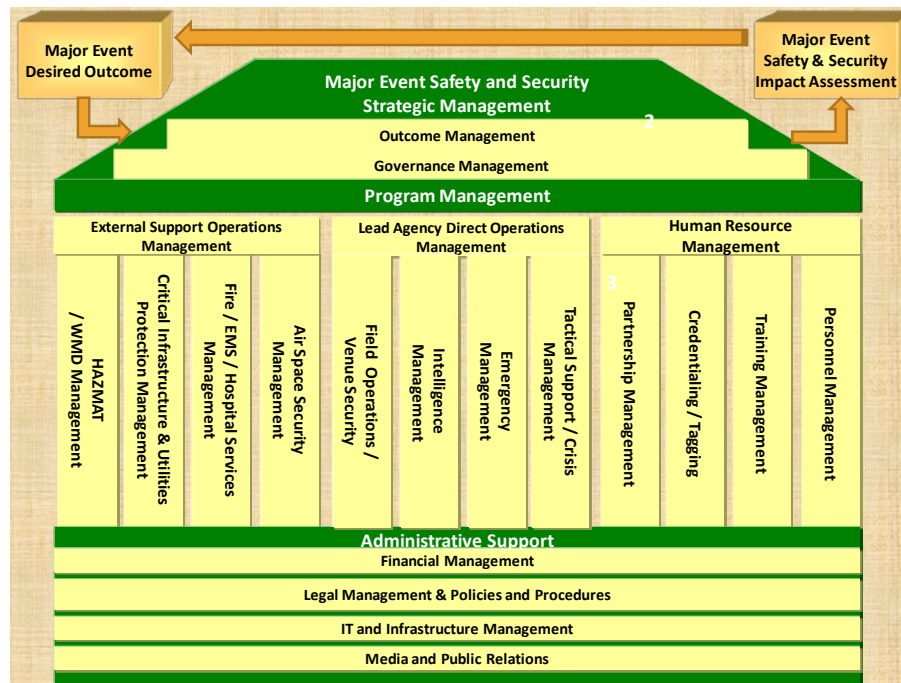 Major Event
Desired Outcome
Major Event
Safety & Security
Impact Assessment
Major Event Safety and Security
Strategic Management
2
Outcome Management
Governance Management
Program Management
External Support Operations
Management
Lead Agency Direct Operations
Management
Human Resource
Management
3
HAZMAT
/ WMD Management
Critical Infrastructure & Utilities
Protection Management
Fire / EMS / Hospital Services
Management
Air Space Security
Management
Field Operations /
Venue Security
Intelligence
Management
Emergency
Management
Tactical Support / Crisis
Management
Partnership Management
Credentialing / Tagging
Training Management
Personnel Management
Administrative Support
Financial Management
Legal Management & Policies and Procedures
IT and Infrastructure Management
Media and Public Relations